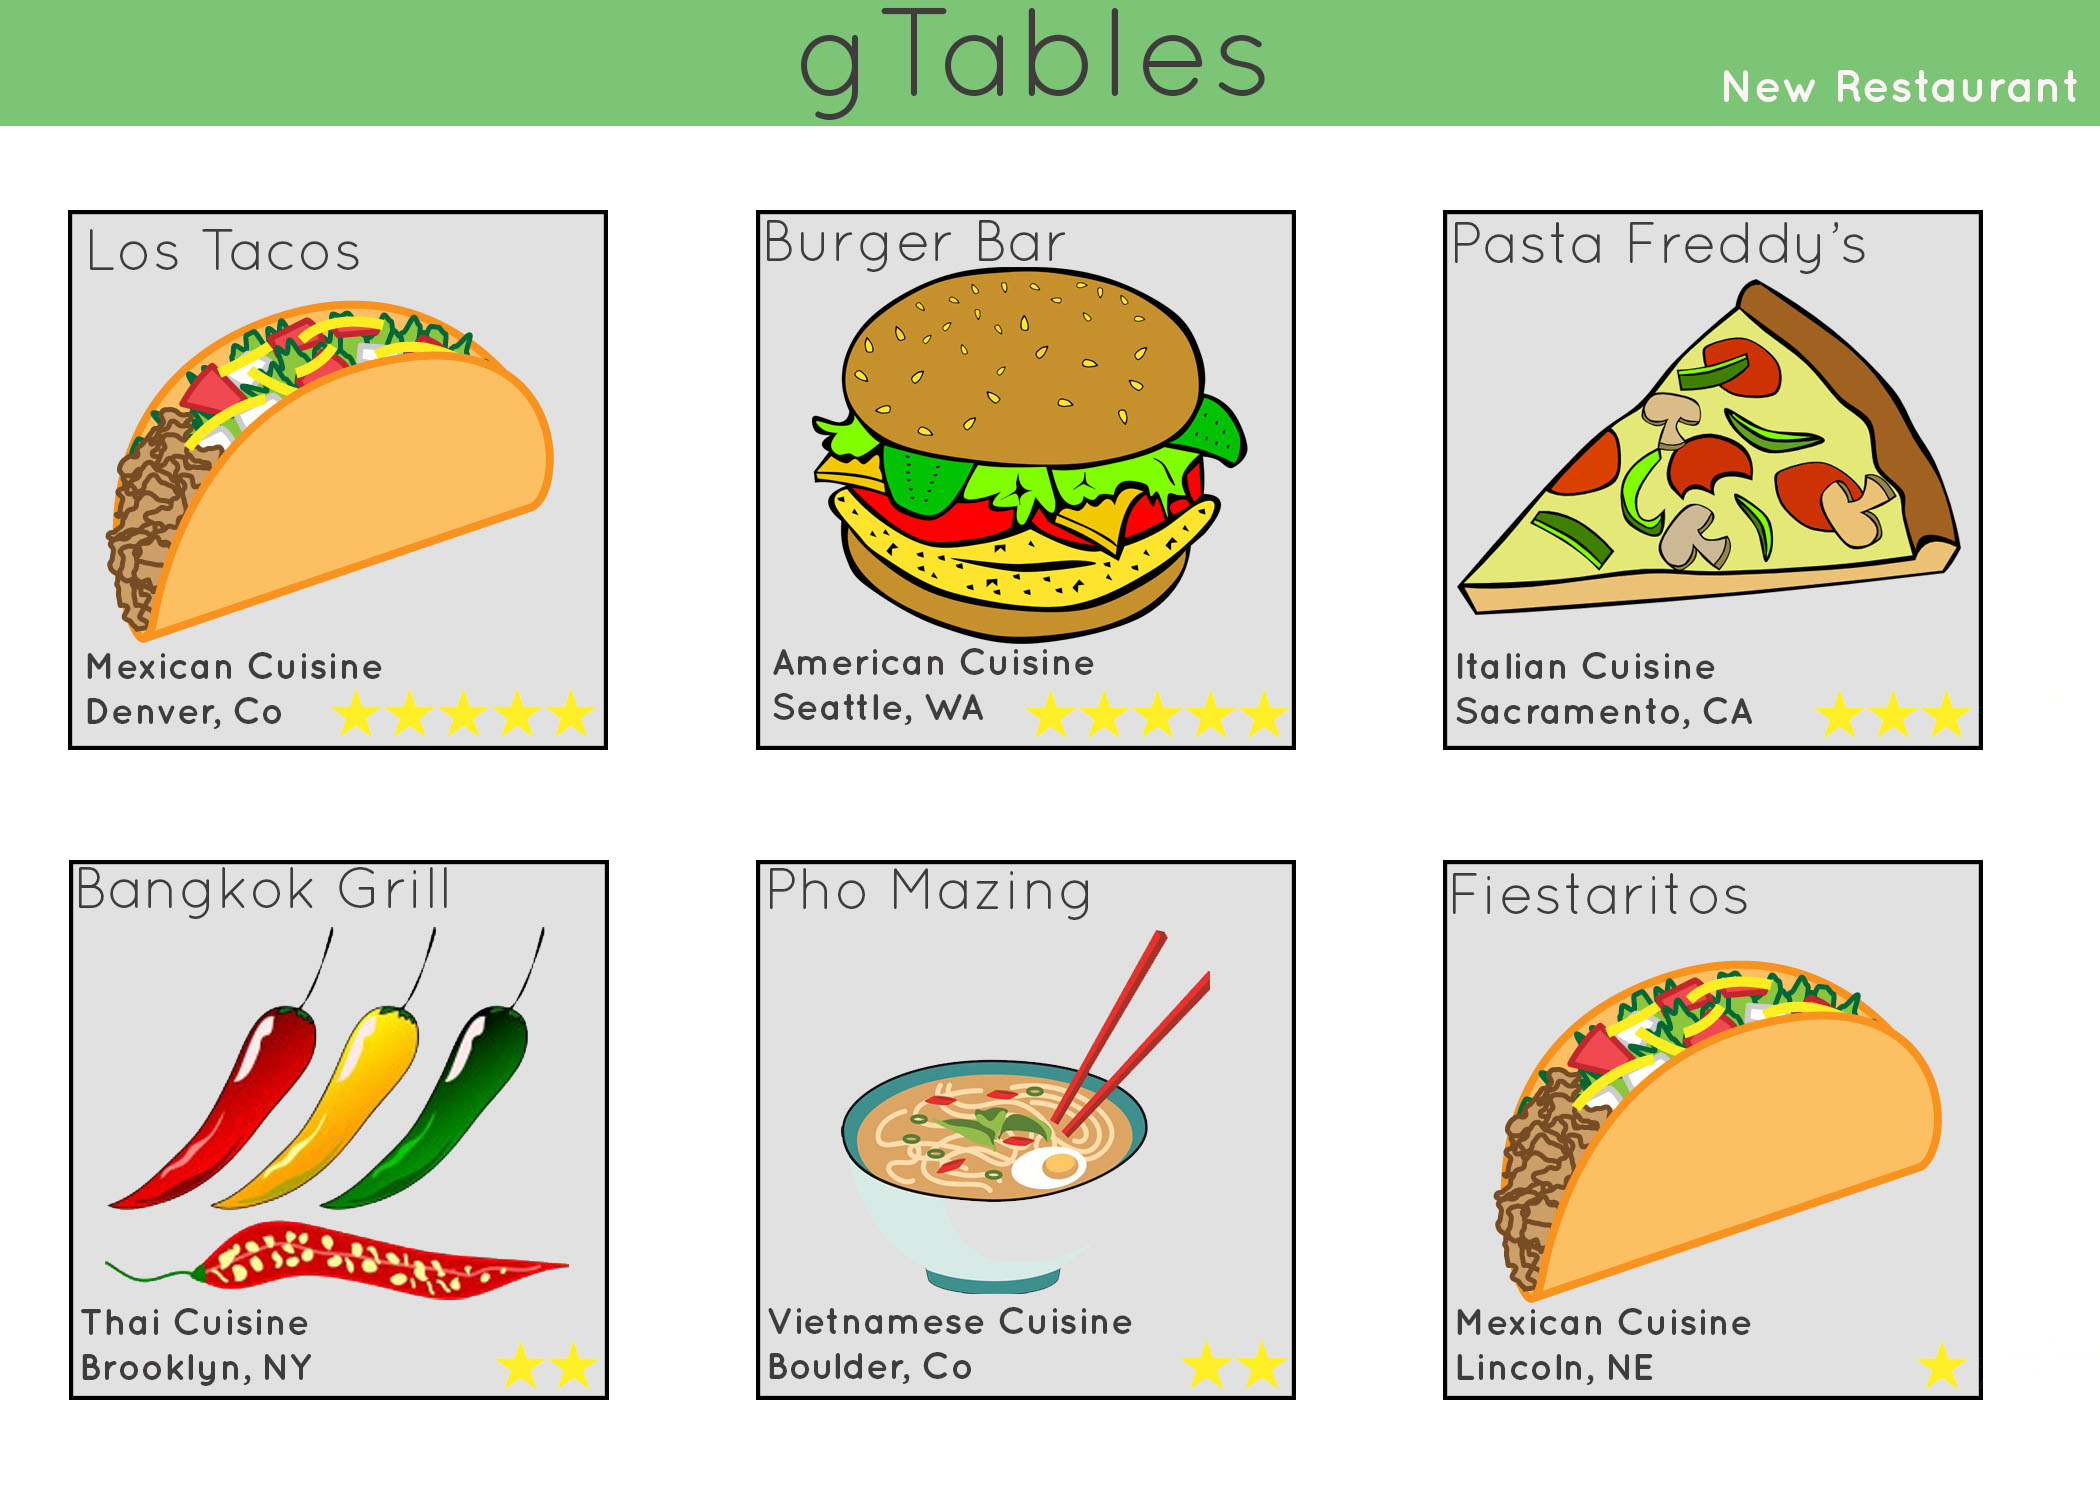 gTables
New Restaurant
Los Tacos
Mexican Cuisine
Denver, Co
Burger Bar
American Cuisine
Seattle, WA
Pasta Freddy's
Italian Cuisine
Sacramento, CA
Bangkok Grill
Thai Cuisine
Brooklyn, NY
Pho Mazing
Vietnamese Cuisine
Boulder, Co
Fiestaritos
Mexican Cuisine
Lincoln, NE